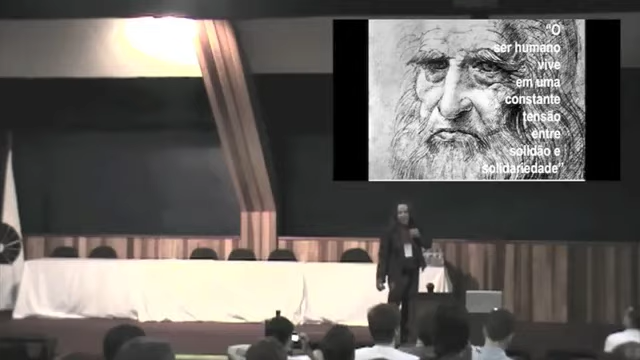 "O
ser humano
vive
em uma
constante
tensão
entre
solidão e
solidariedade"